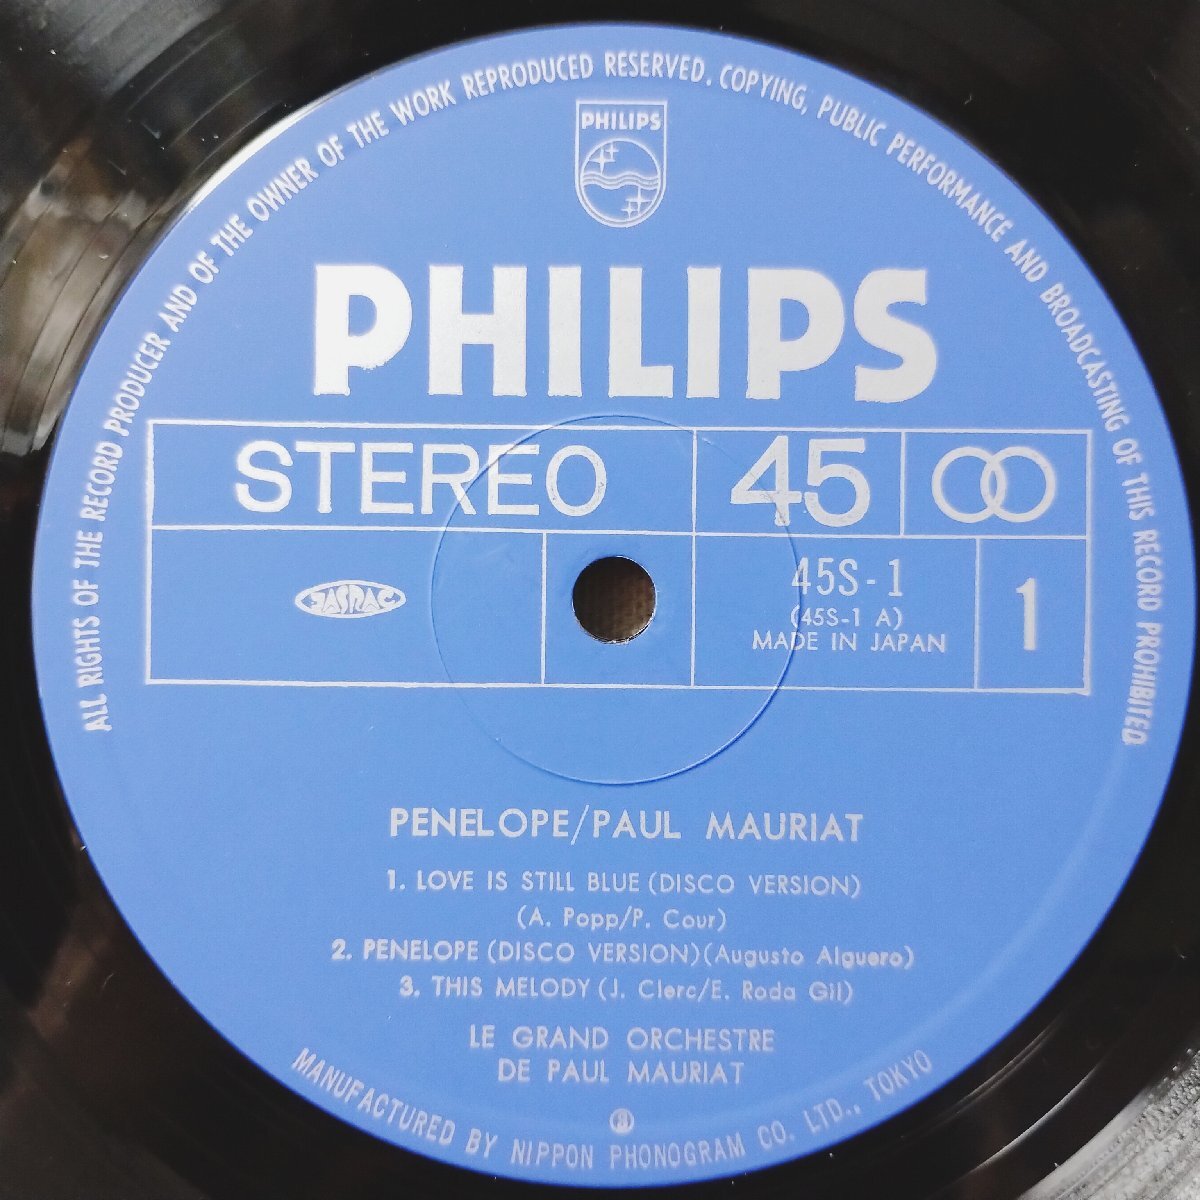 ALL RIGHTS OF THE RECORD PRODUCER AND OF THE OWNER OF THE WORK REPRODUCED RESERVED. COPYING, PUBLIC PERFORMANCE AND BROADCASTING OF THIS RECORD PROHIBITED
PHILIPS
PHILIPS
STEREO
45
JASRAC
45S-1
(45S-1 A)
MADE IN JAPAN
1
PENELOPE/PAUL MAURIAT
1. LOVE IS STILL BLUE (DISCO VERSION)
(A. Popp/P. Cour)
2. PENELOPE (DISCO VERSION) (Augusto Alguero)
3. THIS MELODY (J. Clerc/E. Roda Gil)
LE GRAND ORCHESTRE
DE PAUL MAURIAT
MANUFACTURED BY NIPPON PHONOGRAM CO. LTD., TOKYO